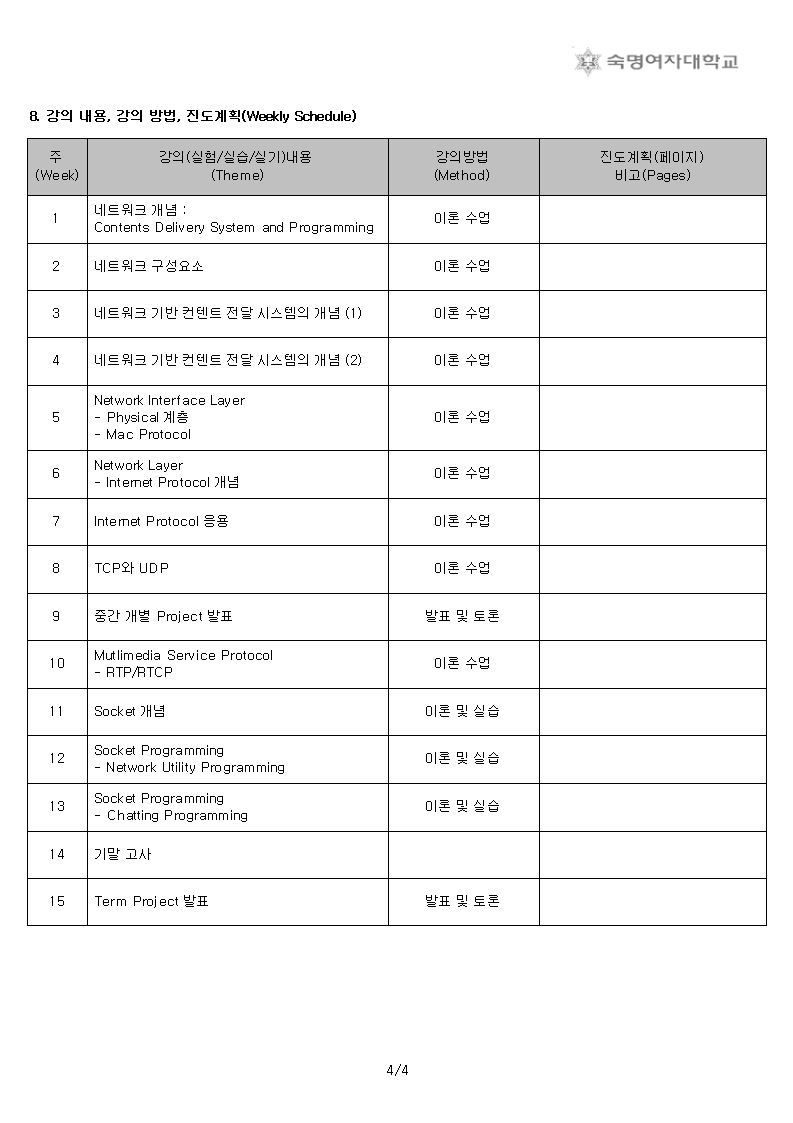 숙명여자대학교
8. 강의 내용, 강의 방법, 진도계획(Weekly Schedule)
주 강의(실험/실습/실기)내용 강의방법 진도계획(페이지)
(Week) (Theme) (Method) 비고(Pages)
1 네트워크 개념 : 이론 수업
Contents Delivery System and Programming
2 네트워크 구성요소 이론 수업
3 네트워크 기반 컨텐트 전달 시스템의 개념 (1) 이론 수업
4 네트워크 기반 컨텐트 전달 시스템의 개념 (2) 이론 수업
Network Interface Layer
5 - Physical 계층 이론 수업
- Mac Protocol
6 Network Layer 이론 수업
- Internet Protocol 개념
7 Internet Protocol 응용 이론 수업
8 TCP와 UDP 이론 수업
9 중간 개별 Project 발표 발표 및 토론
10 Mutlimedia Service Protocol 이론 수업
- RTP/RTCP
11 Socket 개념 이론 및 실습
12 Socket Programming 이론 및 실습
- Network Utility Programming
13 Socket Programming 이론 및 실습
- Chatting Programming
14 기말 고사
15 Term Project 발표 발표 및 토론
4/4